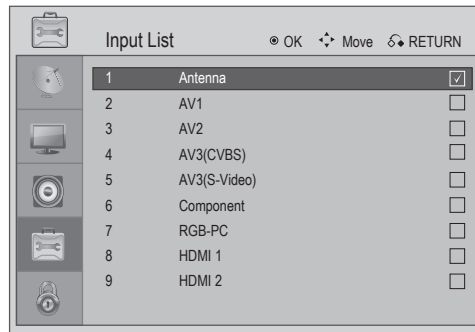 Input List OK Move RETURN
1 Antenna
2 AV1
3 AV2
4 AV3(CVBS)
5 AV3(S-Video)
6 Component
7 RGB-PC
8 HDMI 1
9 HDMI 2